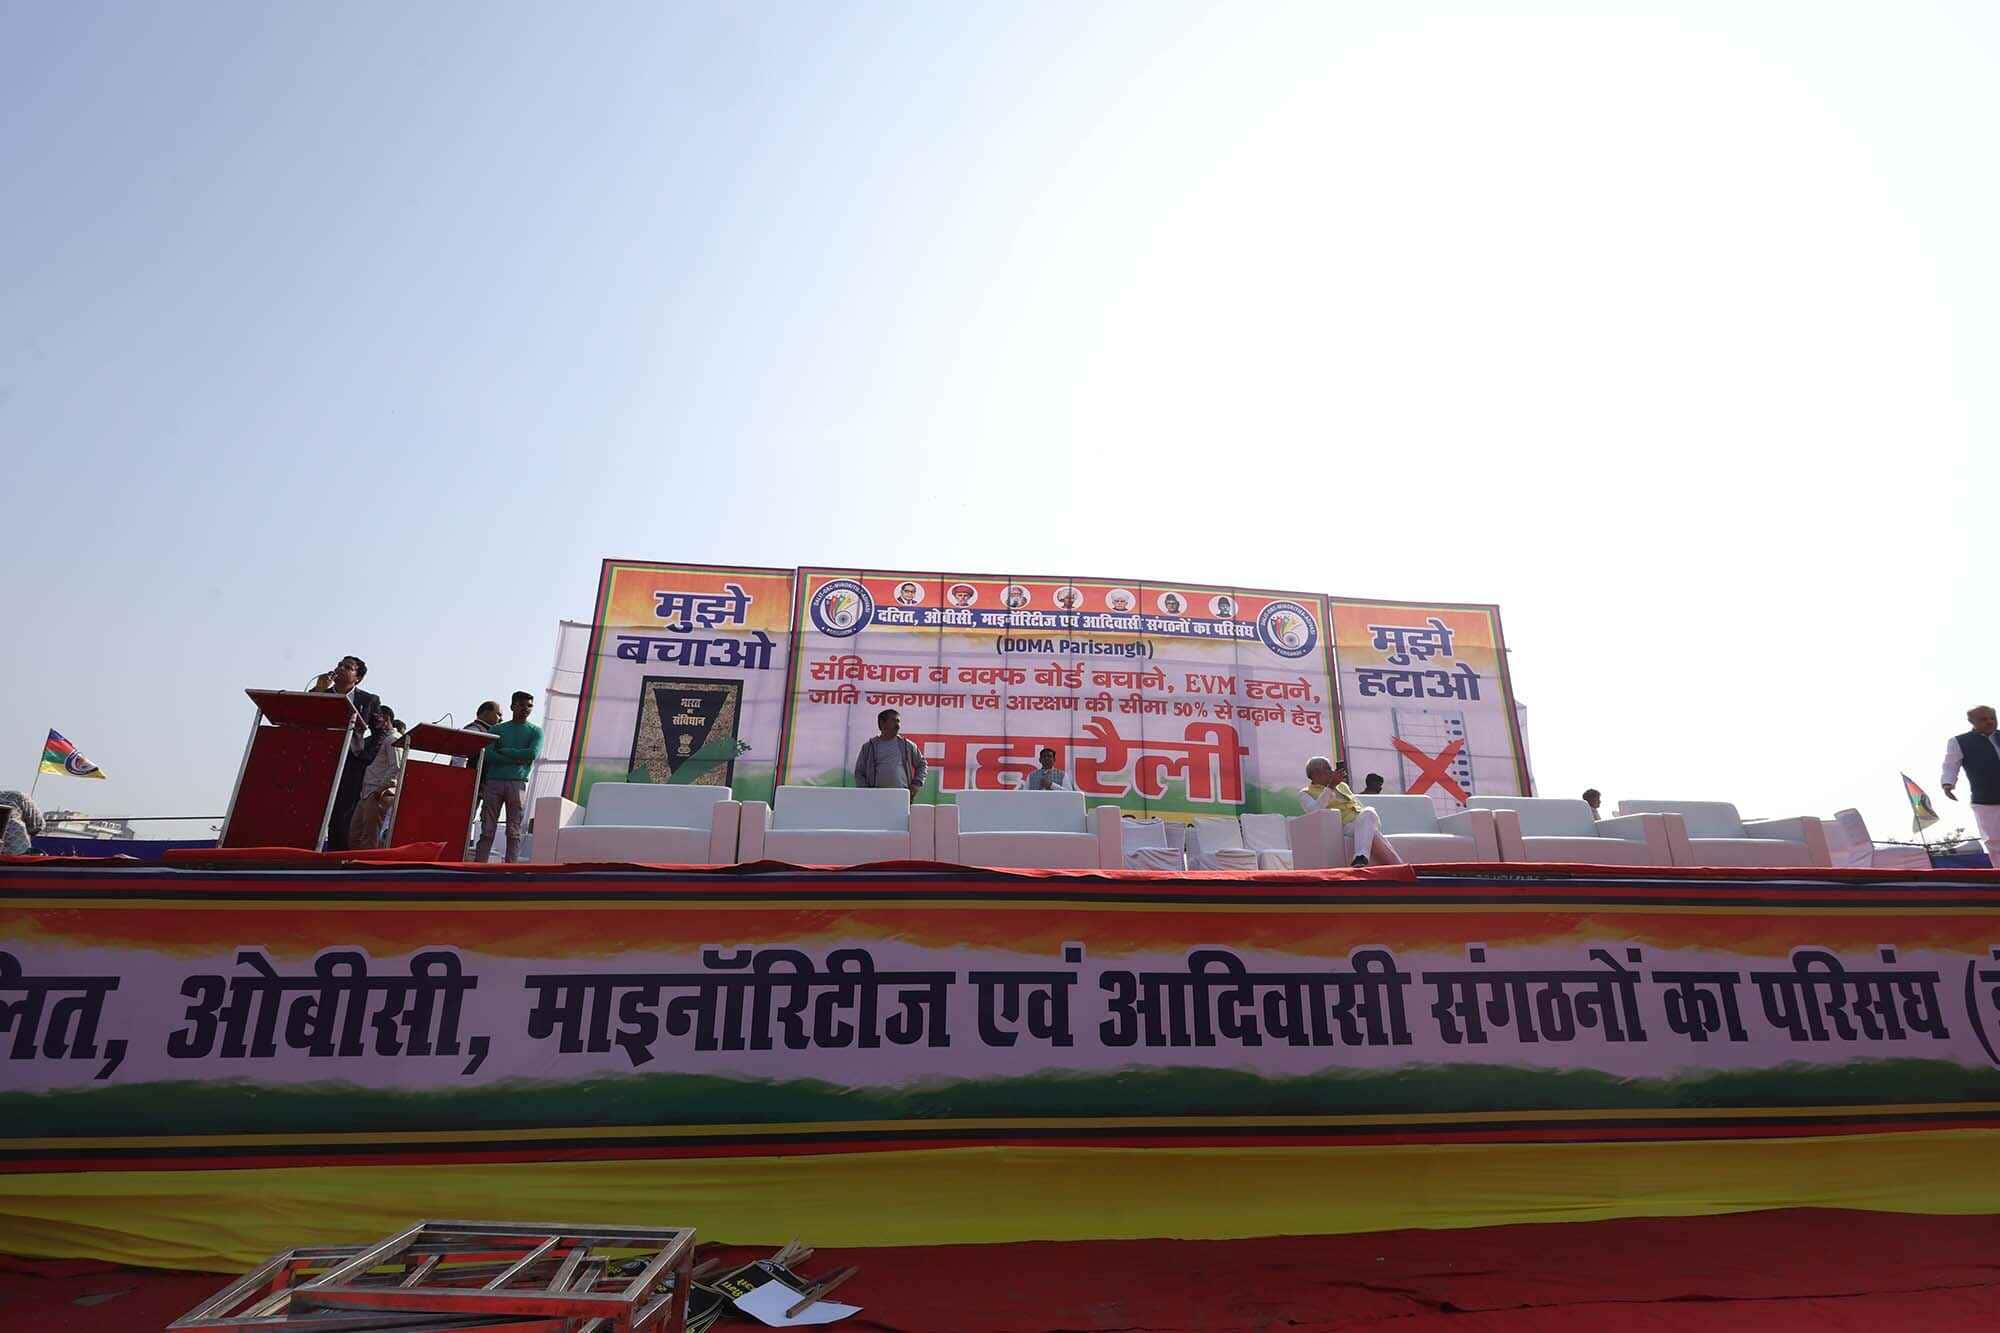 मुझे
बचाओ
भारत
का
संविधान
दलित, ओबीसी, माइनॉरिटीज एवं आदिवासी संगठनों का परिसंघ
(DOMA Parisangh)
संविधान व वक्फ बोर्ड बचाने, EVM हटाने,
जाति जनगणना एवं आरक्षण की सीमा 50% से बढ़ाने हेतु
महारैली
मुझे
हटाओ
लित, ओबीसी, माइनॉरिटीज एवं आदिवासी संगठनों का परिसंघ (